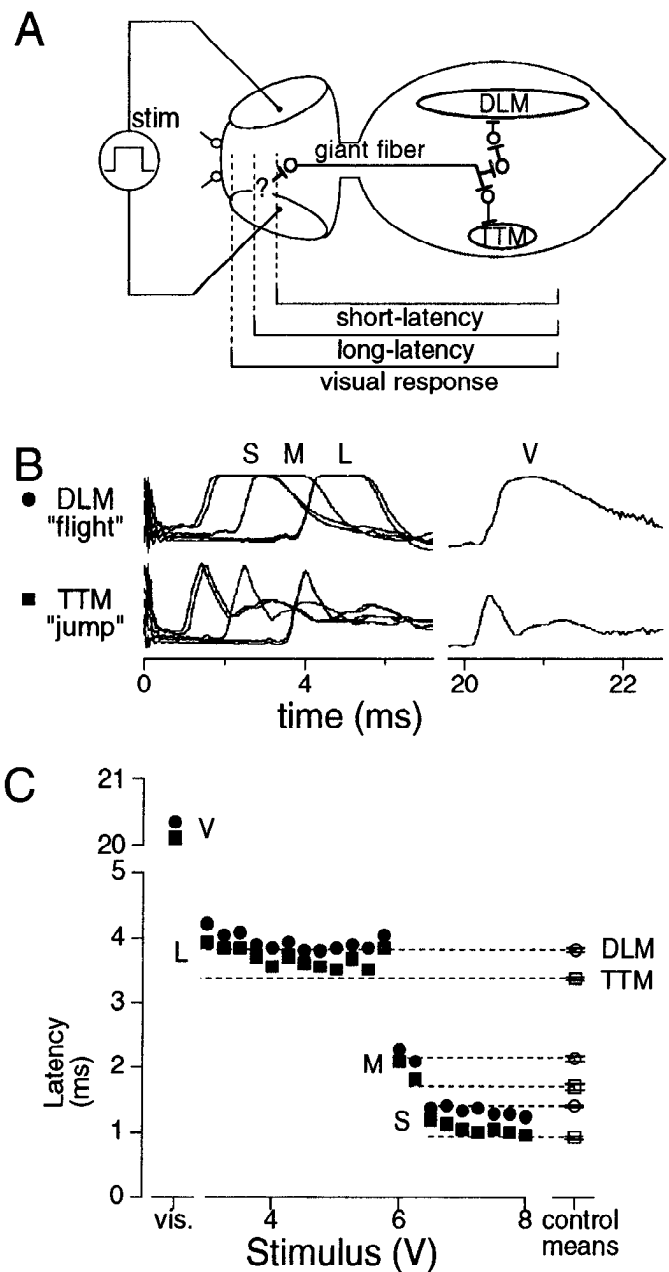 A
stim
?
giant fiber
DLM
TTM
short-latency
long-latency
visual response
B
S M L V
DLM
"flight"
TTM
"jump"
0 4 20 22
time (ms)
C
21
20
V
5
4
3
2
1
0
L
M
S
DLM
TTM
Latency
(ms)
vis. 4 6 8 control
means
Stimulus (V)